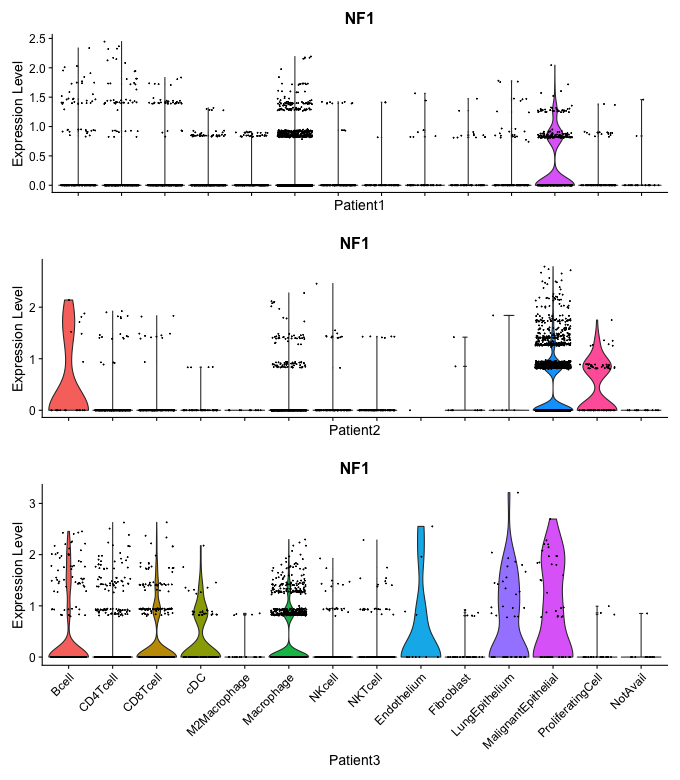 NF1
Expression Level
2.5
2.0
1.5
1.0
0.5
0.0
Patient1
NF1
Expression Level
2
1
0
Patient2
NF1
Expression Level
3
2
1
0
Bcell
CD4Tcell
CD8Tcell
cDC
M2Macrophage
Macrophage
NKcell
NKTcell
Endothelium
Fibroblast
LungEpithelium
MalignantEpithelial
ProliferatingCell
NotAvail
Patient3